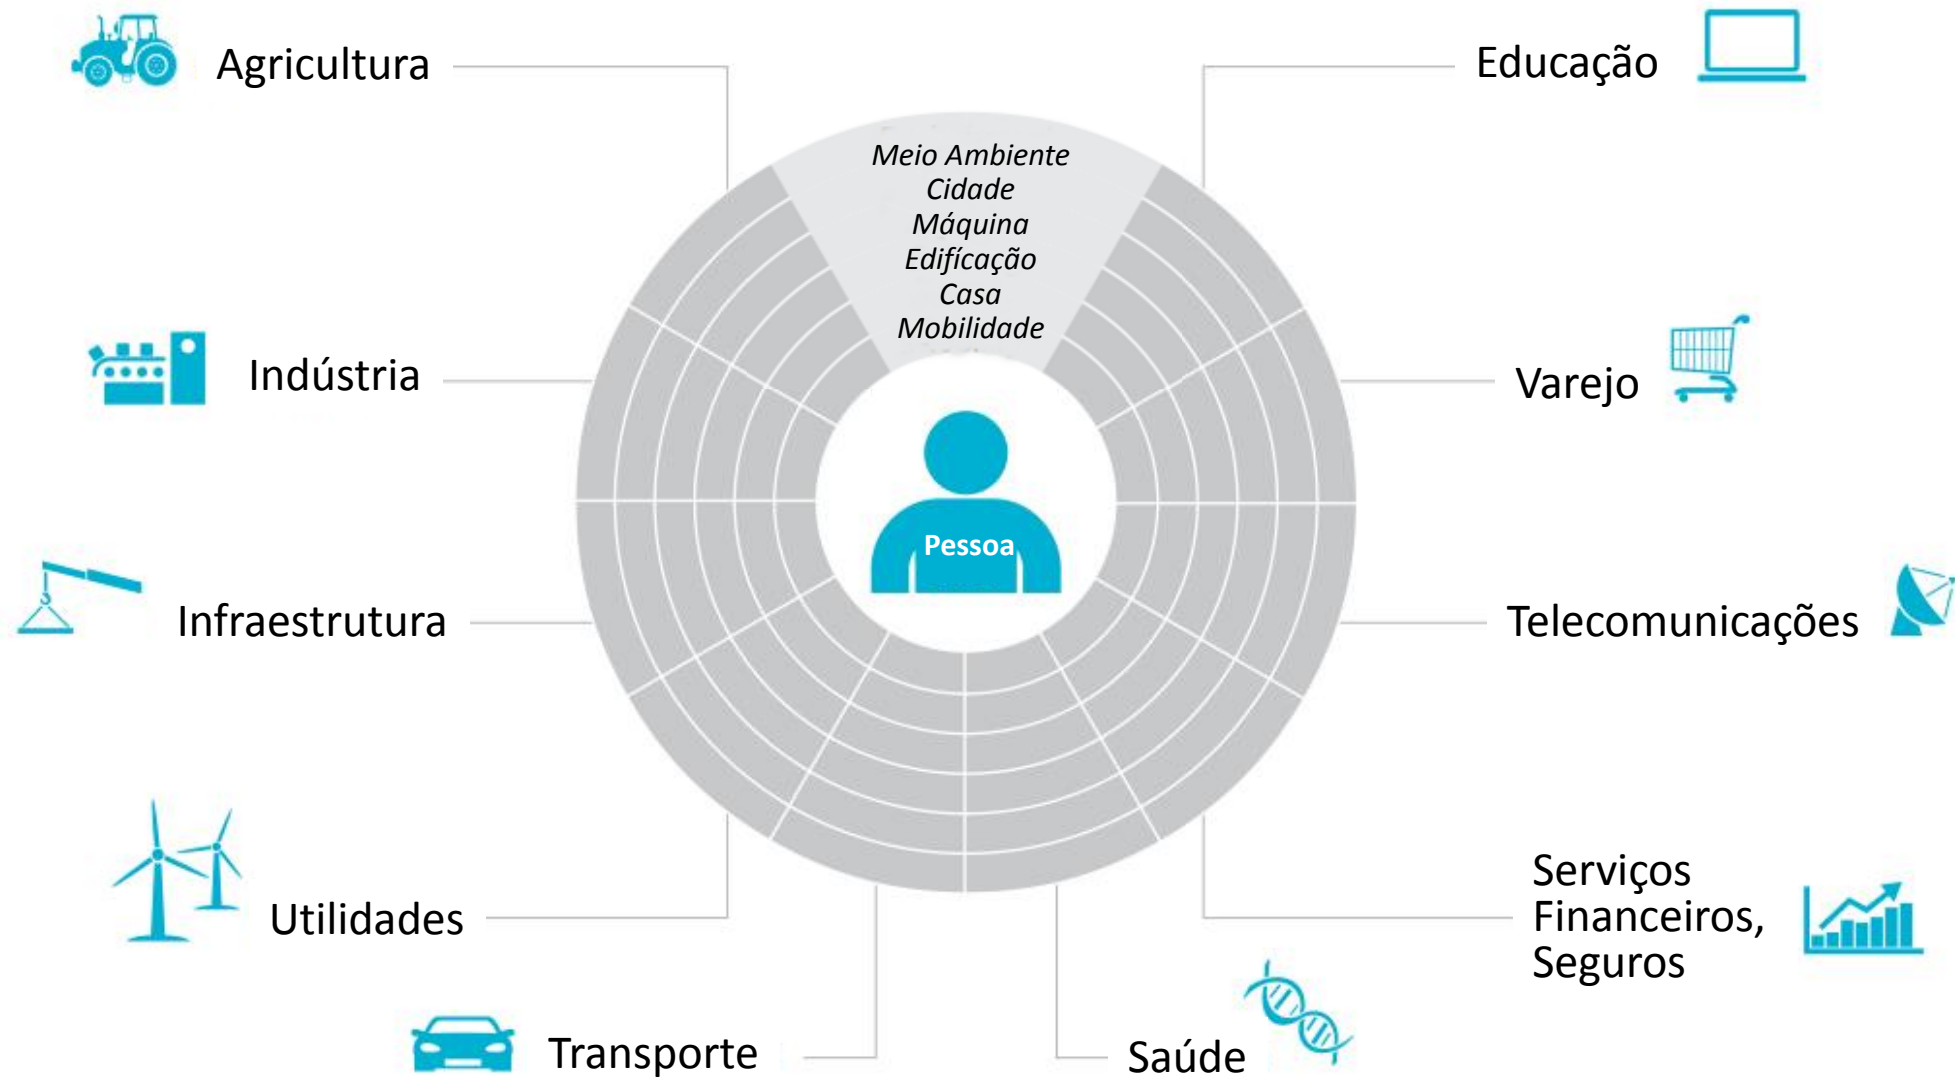 Agricultura
Educação
Meio Ambiente
Cidade
Máquina
Edifícação
Casa
Mobilidade
Indústria
Varejo
Pessoa
Infraestrutura
Telecomunicações
Utilidades
Serviços
Financeiros,
Seguros
Transporte
Saúde